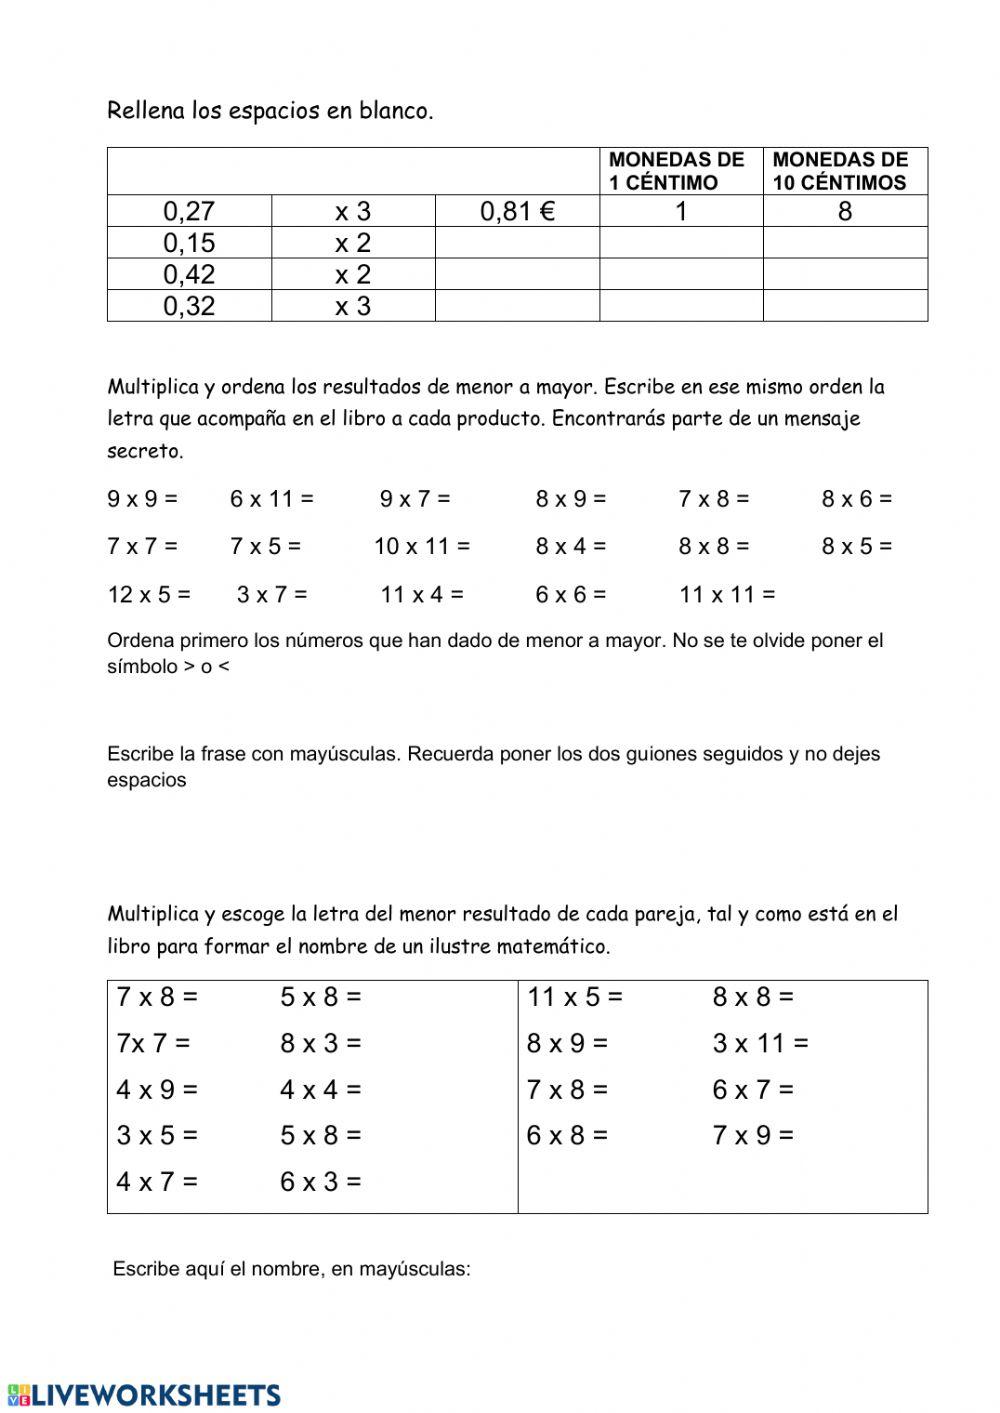 Rellena los espacios en blanco.
MONEDAS DE 1 CÉNTIMO MONEDAS DE 10 CÉNTIMOS
0,27 x 3 0,81 € 1 8
0,15 x 2
0,42 x 2
0,32 x 3
Multiplica y ordena los resultados de menor a mayor. Escribe en ese mismo orden la
letra que acompaña en el libro a cada producto. Encontrarás parte de un mensaje
secreto.
9 x 9 = 6 x 11 = 9 x 7 = 8 x 9 = 7 x 8 = 8 x 6 =
7 x 7 = 7 x 5 = 10 x 11 = 8 x 4 = 8 x 8 = 8 x 5 =
12 x 5 = 3 x 7 = 11 x 4 = 6 x 6 = 11 x 11 =
Ordena primero los números que han dado de menor a mayor. No se te olvide poner el
símbolo > o <
Escribe la frase con mayúsculas. Recuerda poner los dos guiones seguidos y no dejes
espacios
Multiplica y escoge la letra del menor resultado de cada pareja, tal y como está en el
libro para formar el nombre de un ilustre matemático.
7 x 8 = 5 x 8 = 11 x 5 = 8 x 8 =
7x 7 = 8 x 3 = 8 x 9 = 3 x 11 =
4 x 9 = 4 x 4 = 7 x 8 = 6 x 7 =
3 x 5 = 5 x 8 = 6 x 8 = 7 x 9 =
4 x 7 = 6 x 3 =
Escribe aquí el nombre, en mayúsculas:
LIVE LIVEWORKSHEETS